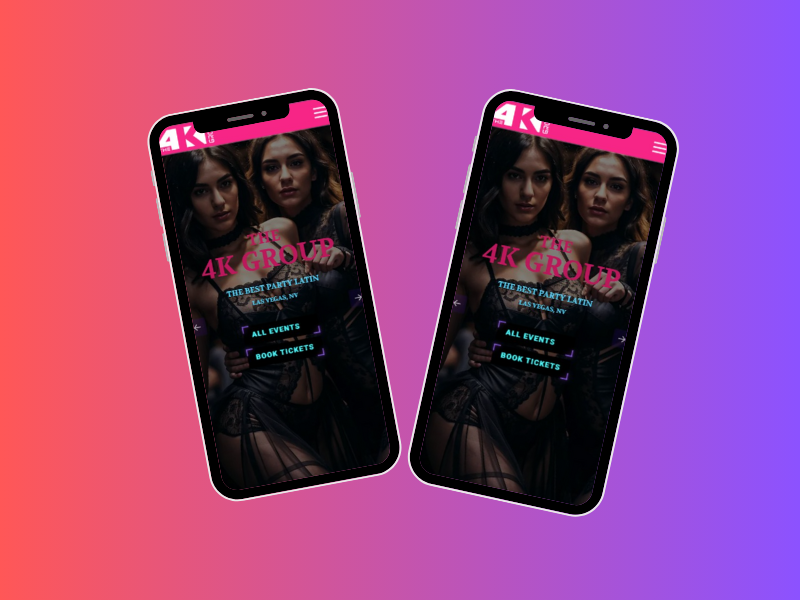 4K
THE
4K GROUP
THE BEST PARTY LATIN
LAS VEGAS, NV
ALL EVENTS
BOOK TICKETS
4K
THE
4K GROUP
THE BEST PARTY LATIN
LAS VEGAS, NV
ALL EVENTS
BOOK TICKETS